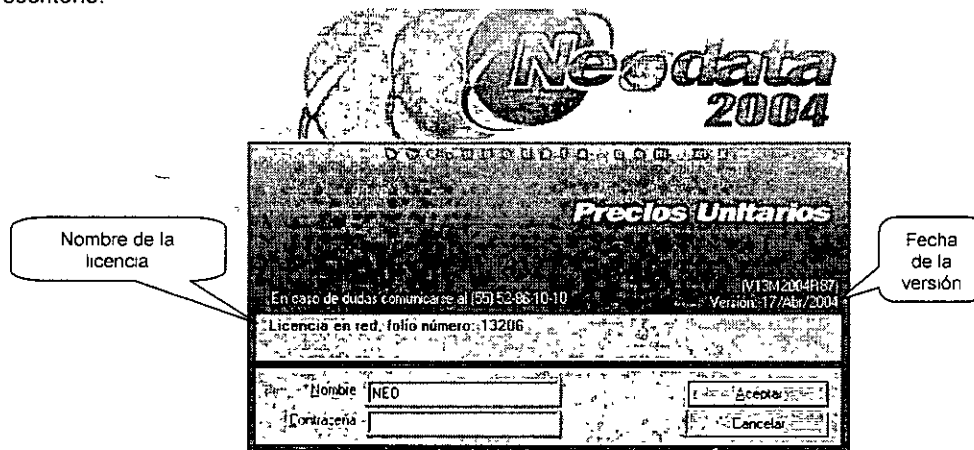 escritorio.
Neodata
2004
Precios Unitarios
Nombre de la
licencia
Fecha
de la
versión
(V13M2004R87)
En caso de dudas comunicarse al (55) 52-86-10-10
Versión: 17/Abr/2004
Licencia en red, folio número: 13206
Nombre
NEO
Aceptar
Contraseña
Cancelar